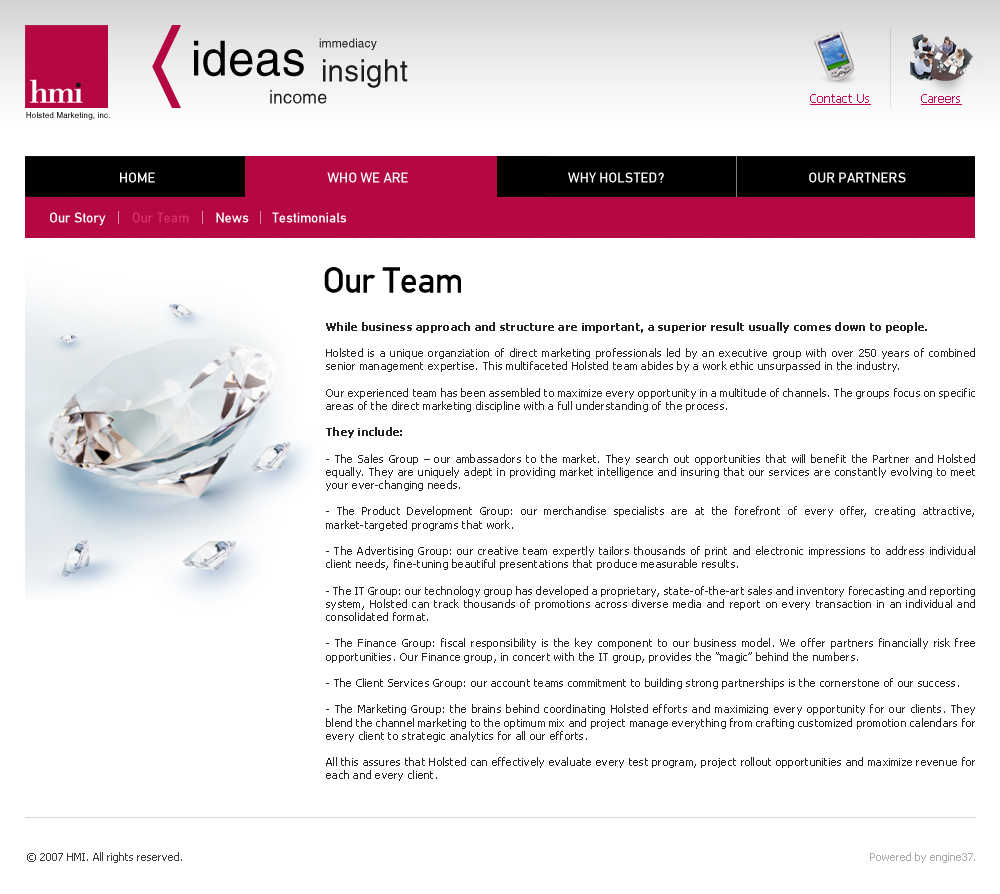 hmi
Holsted Marketing, inc.
ideas
immediacy
insight
income
Contact Us
Careers
HOME
WHO WE ARE
WHY HOLSTED?
OUR PARTNERS
Our Story
Our Team
News
Testimonials
Our Team
While business approach and structure are important, a superior result usually comes down to people.
Holsted is a unique organziation of direct marketing professionals led by an executive group with over 250 years of combined
senior management expertise. This multifaceted Holsted team abides by a work ethic unsurpassed in the industry.
Our experienced team has been assembled to maximize every opportunity in a multitude of channels. The groups focus on specific
areas of the direct marketing discipline with a full understanding of the process.
They include:
- The Sales Group – our ambassadors to the market. They search out opportunities that will benefit the Partner and Holsted
equally. They are uniquely adept in providing market intelligence and insuring that our services are constantly evolving to meet
your ever-changing needs.
- The Product Development Group: our merchandise specialists are at the forefront of every offer, creating attractive,
market-targeted programs that work.
- The Advertising Group: our creative team expertly tailors thousands of print and electronic impressions to address individual
client needs, fine-tuning beautiful presentations that produce measurable results.
- The IT Group: our technology group has developed a proprietary, state-of-the-art sales and inventory forecasting and reporting
system, Holsted can track thousands of promotions across diverse media and report on every transaction in an individual and
consolidated format.
- The Finance Group: fiscal responsibility is the key component to our business model. We offer partners financially risk free
opportunities. Our Finance group, in concert with the IT group, provides the “magic” behind the numbers.
- The Client Services Group: our account teams commitment to building strong partnerships is the cornerstone of our success.
- The Marketing Group: the brains behind coordinating Holsted efforts and maximizing every opportunity for our clients. They
blend the channel marketing to the optimum mix and project manage everything from crafting customized promotion calendars for
every client to strategic analytics for all our efforts.
All this assures that Holsted can effectively evaluate every test program, project rollout opportunities and maximize revenue for
each and every client.
© 2007 HMI. All rights reserved.
Powered by engine37.